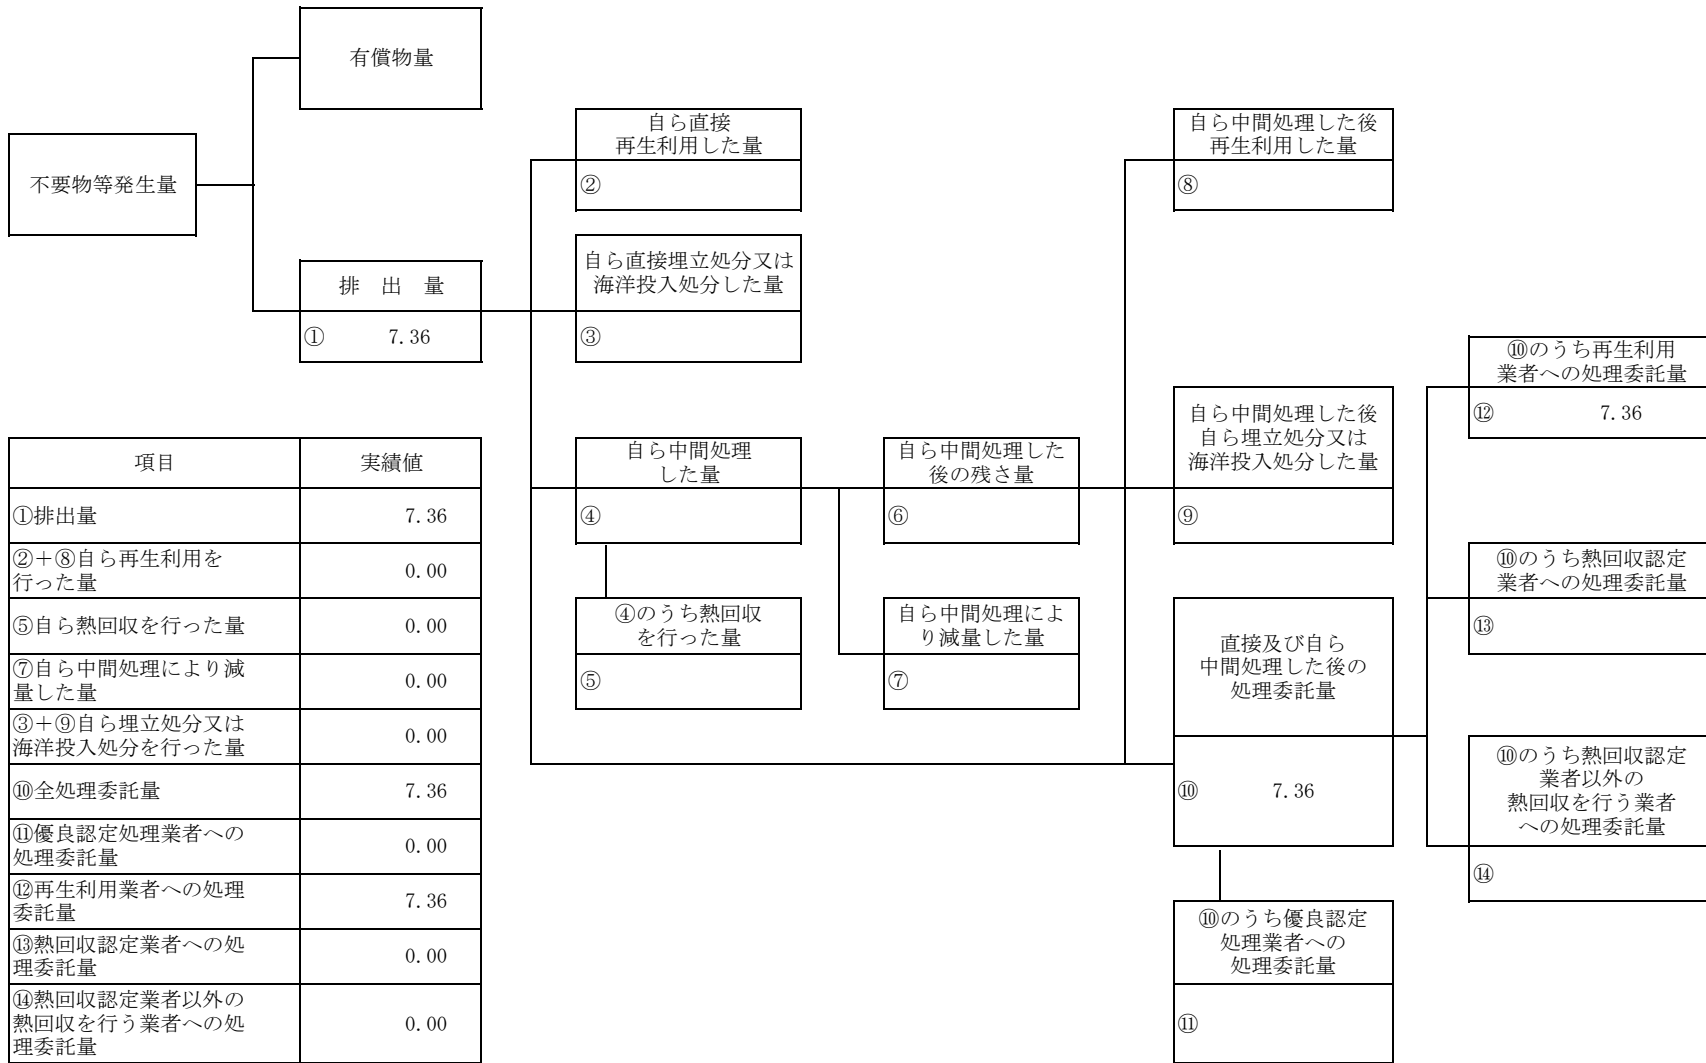 有償物量
不要物等発生量
排　出　量
① 7.36
自ら直接
再生利用した量
②
自ら直接埋立処分又は
海洋投入処分した量
③
自ら中間処理
した量
④
④のうち熱回収
を行った量
⑤
自ら中間処理した
後の残さ量
⑥
自ら中間処理によ
り減量した量
⑦
自ら中間処理した後
再生利用した量
⑧
自ら中間処理した後
自ら埋立処分又は
海洋投入処分した量
⑨
直接及び自ら
中間処理した後の
処理委託量
⑩ 7.36
⑩のうち優良認定
処理業者への
処理委託量
⑪
⑩のうち再生利用
業者への処理委託量
⑫ 7.36
⑩のうち熱回収認定
業者への処理委託量
⑬
⑩のうち熱回収認定
業者以外の
熱回収を行う業者
への処理委託量
⑭
項目 実績値
①排出量 7.36
②＋⑧自ら再生利用を
行った量 0.00
⑤自ら熱回収を行った量 0.00
⑦自ら中間処理により減
量した量 0.00
③＋⑨自ら埋立処分又は
海洋投入処分を行った量 0.00
⑩全処理委託量 7.36
⑪優良認定処理業者への
処理委託量 0.00
⑫再生利用業者への処理
委託量 7.36
⑬熱回収認定業者への処
理委託量 0.00
⑭熱回収認定業者以外の
熱回収を行う業者への処
理委託量 0.00